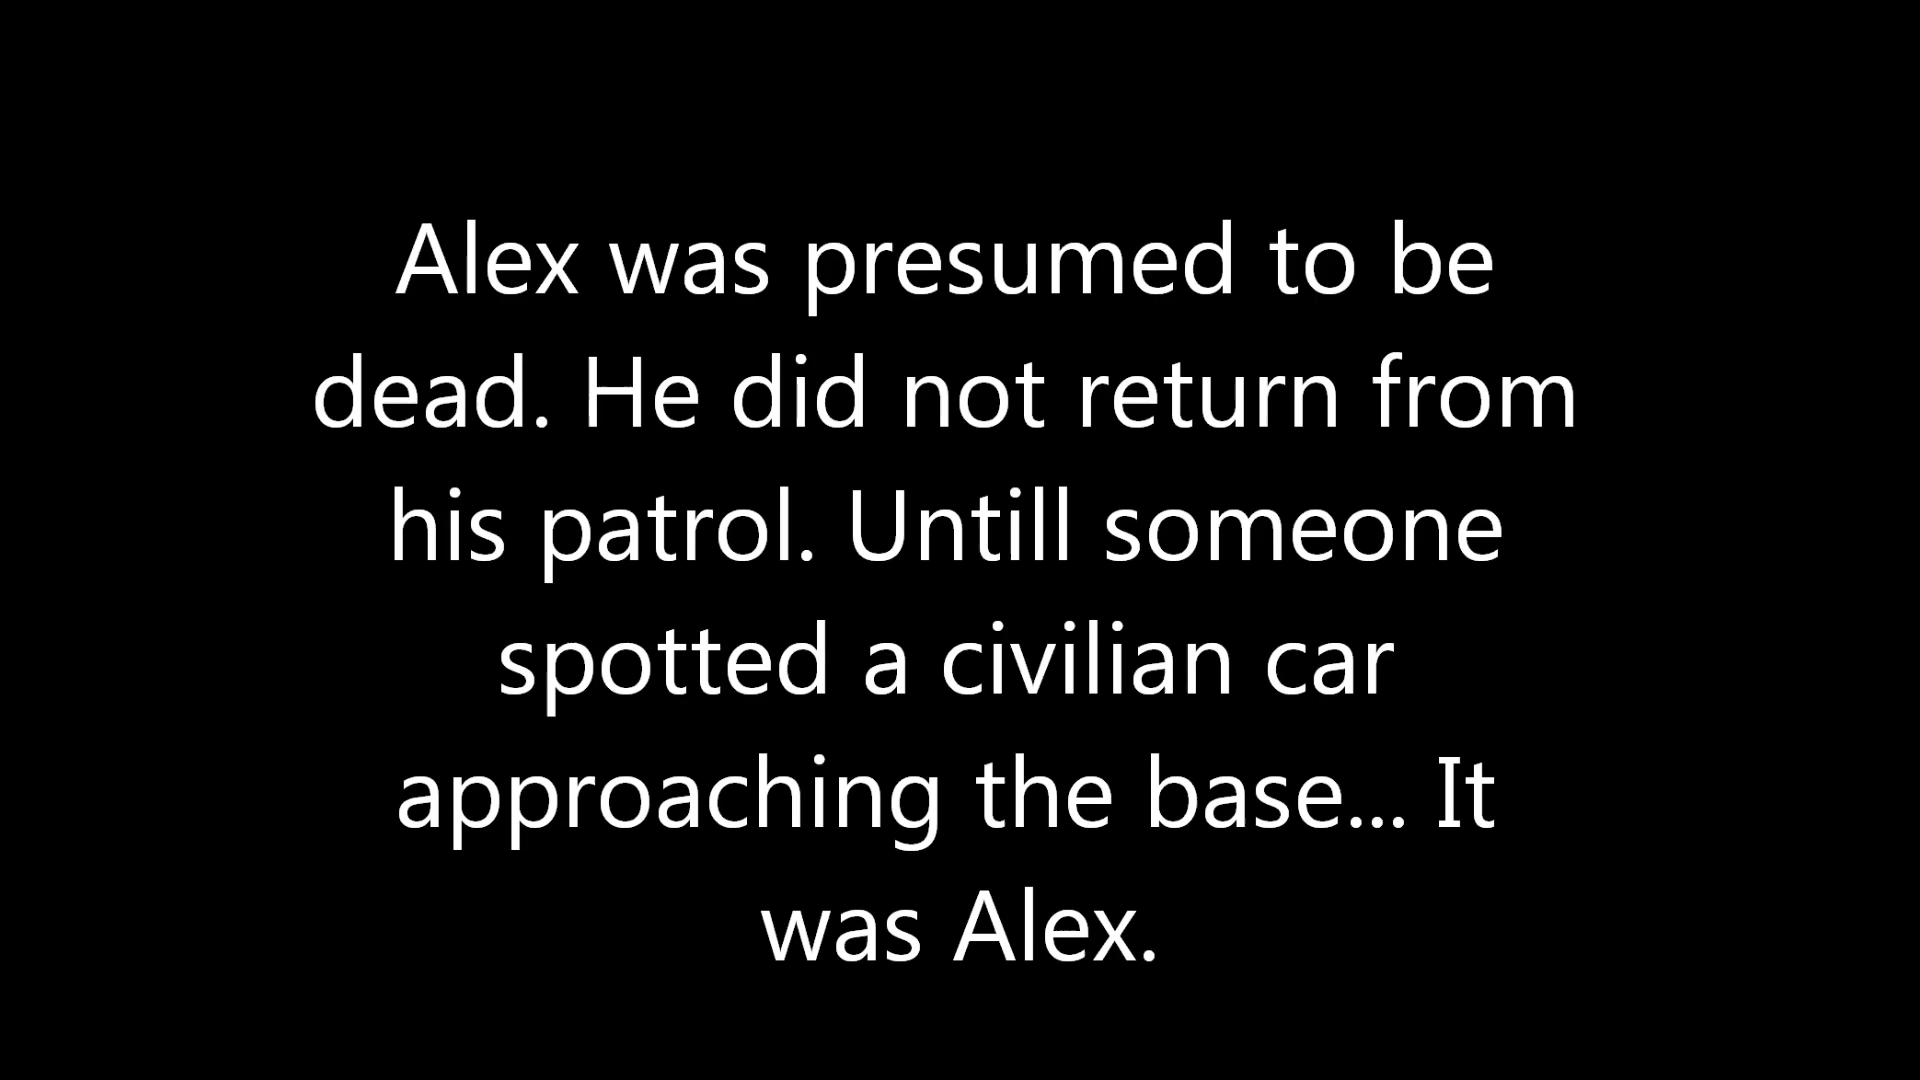 Alex was presumed to be
dead. He did not return from
his patrol. Untill someone
spotted a civilian car
approaching the base... It
was Alex.